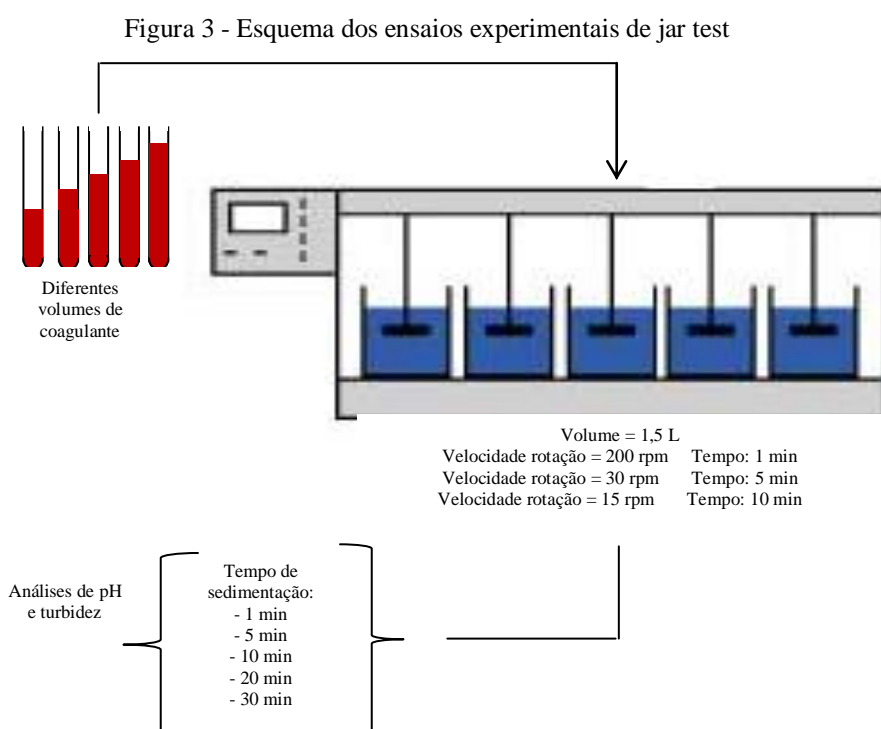 Figura 3 - Esquema dos ensaios experimentais de jar test
Diferentes
volumes de
coagulante
Volume = 1,5 L
Velocidade rotação = 200 rpm Tempo: 1 min
Velocidade rotação = 30 rpm Tempo: 5 min
Velocidade rotação = 15 rpm Tempo: 10 min
Análises de pH
e turbidez
Tempo de
sedimentação:
- 1 min
- 5 min
- 10 min
- 20 min
- 30 min